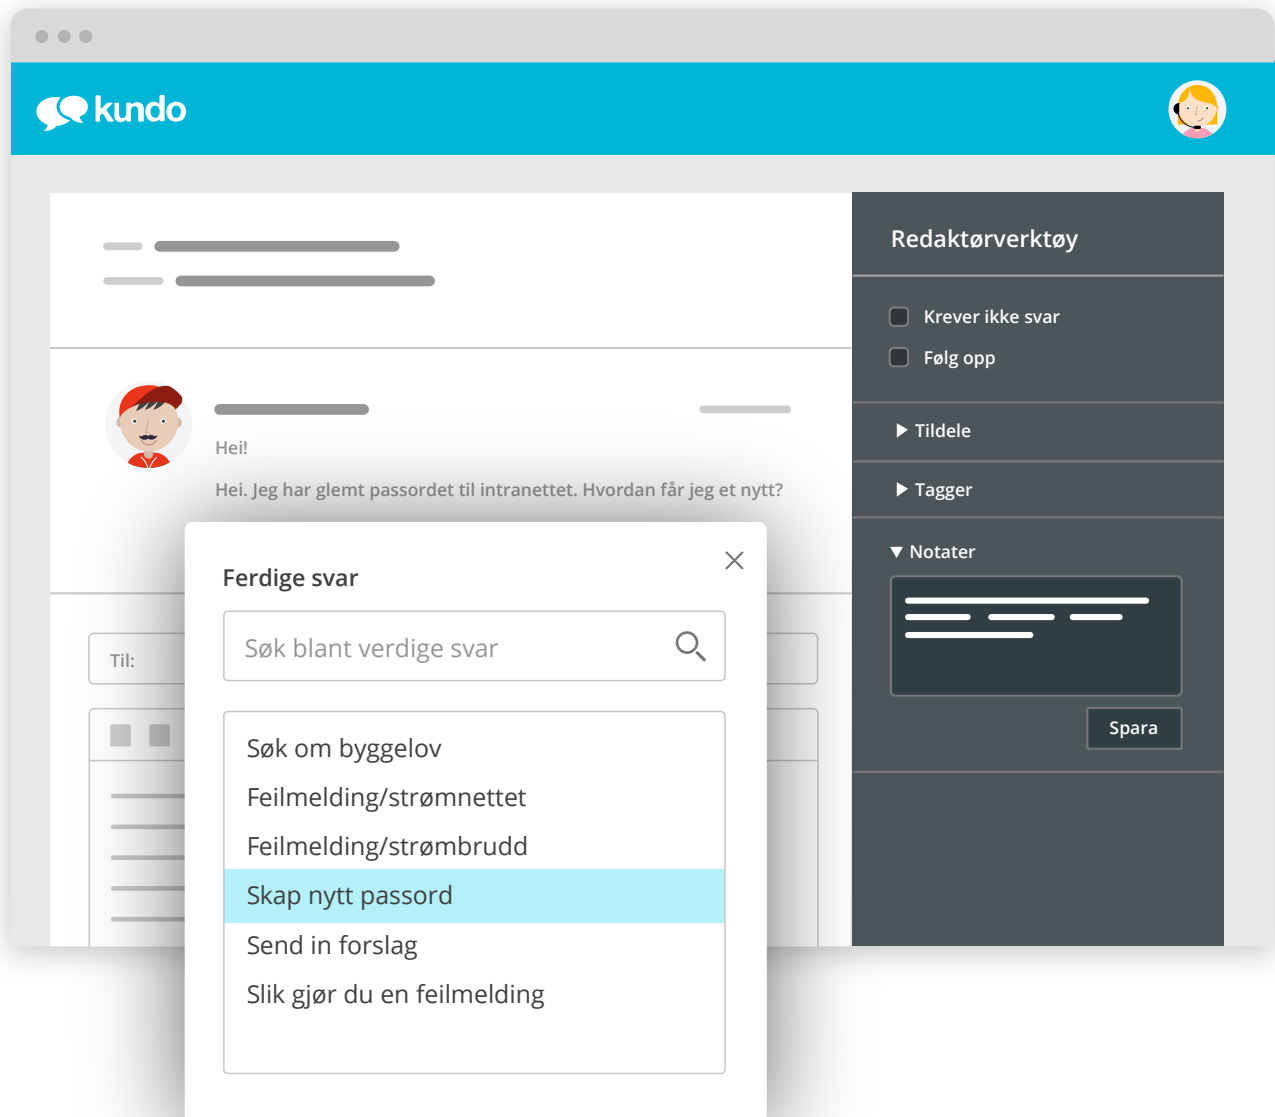 kundo
Redaktørverktøy
Krever ikke svar
Følg opp
Tildele
Tagger
Notater
Spara
Hei!
Hei. Jeg har glemt passordet til intranettet. Hvordan får jeg et nytt?
Til:
Ferdige svar
Søk blant verdige svar
Søk om byggelov
Feilmelding/strømnettet
Feilmelding/strømbrudd
Skap nytt passord
Send in forslag
Slik gjør du en feilmelding